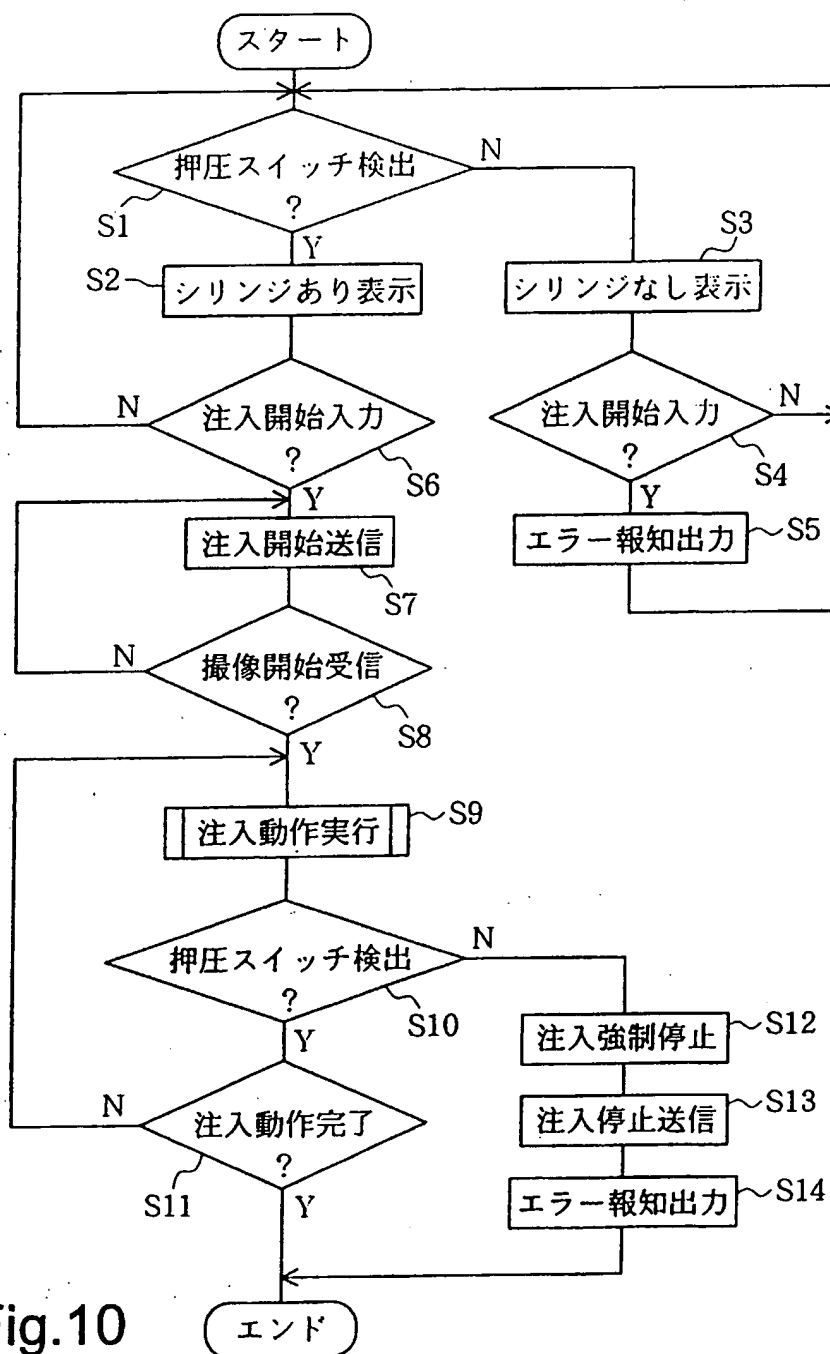 スタート
押圧スイッチ検出
?
N
S1
Y
S2
シリンジあり表示
S3
シリンジなし表示
N
注入開始入力
?
S6
Y
注入開始入力
?
N
S4
Y
注入開始送信
S7
エラー報知出力
S5
N
撮像開始受信
?
S8
Y
注入動作実行
S9
押圧スイッチ検出
?
N
S10
Y
注入強制停止
S12
N
注入動作完了
?
S11
Y
注入停止送信
S13
エラー報知出力
S14
エンド
Fig.10